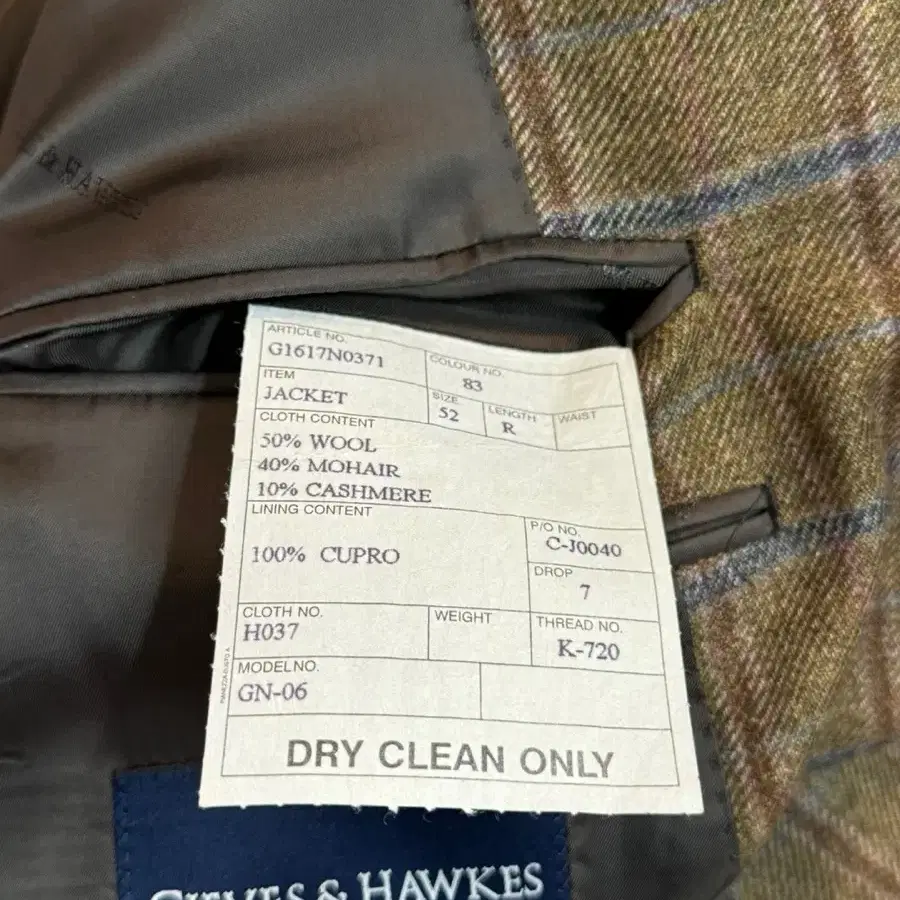 & HAWKES
ARTICLE NO.
G1617N0371
COLOUR NO.
83
ITEM
JACKET
SIZE
52
LENGTH
R
WAIST
CLOTH CONTENT
50% WOOL
40% MOHAIR
10% CASHMERE
LINING CONTENT
100% CUPRO
P/O NO.
C-J0040
DROP
7
CLOTH NO.
H037
WEIGHT
THREAD NO.
K-720
MODEL NO.
GN-06
DRY CLEAN ONLY
GIEVES & HAWKES